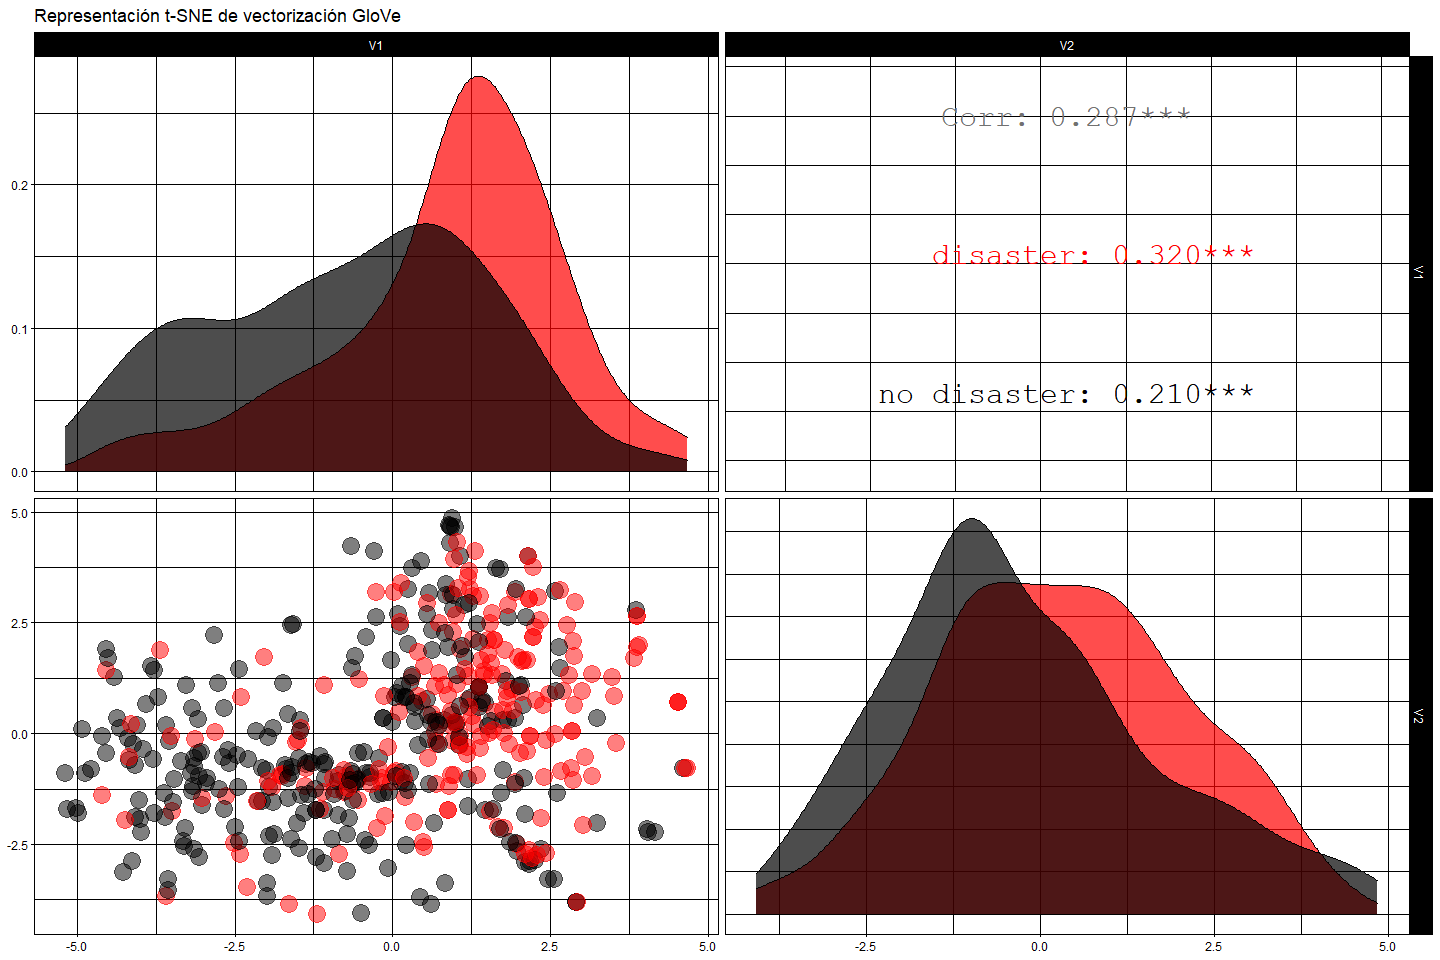 Representación t-SNE de vectorización GloVe
V1
V2
0.2
0.1
0.0
Corr: 0.287***
disaster: 0.320***
no disaster: 0.210***
V1
5.0
2.5
0.0
-2.5
V2
-5.0
-2.5
0.0
2.5
5.0
-2.5
0.0
2.5
5.0